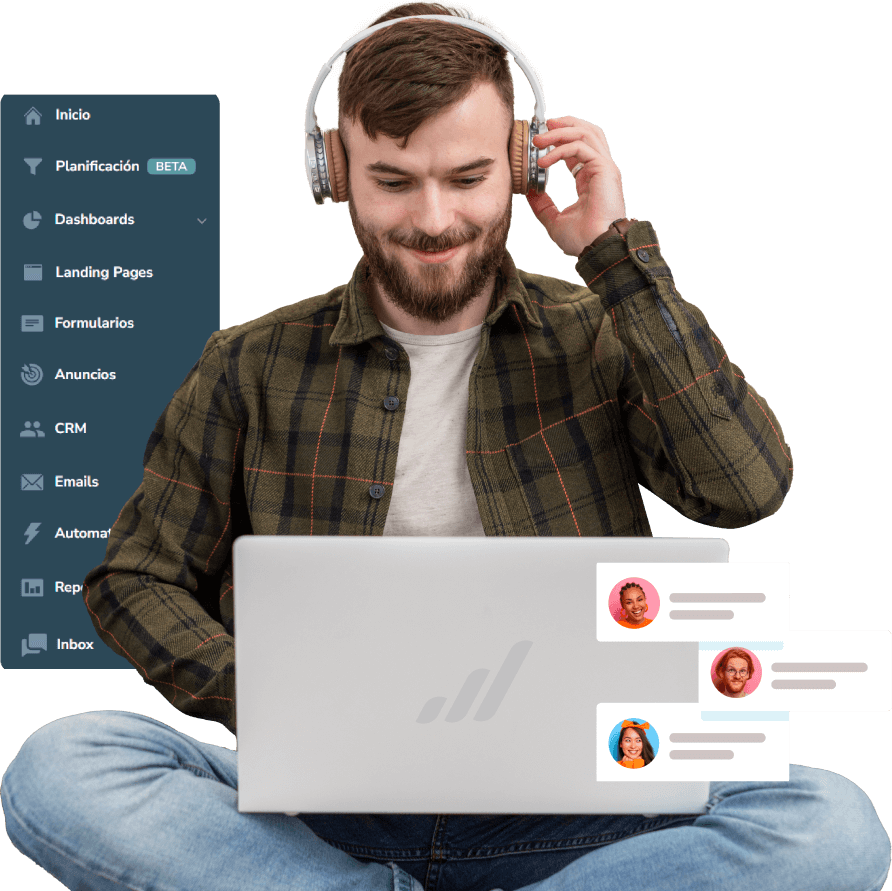 Inicio
Planificación BETA
Dashboards
Landing Pages
Formularios
Anuncios
CRM
Emails
Inbox